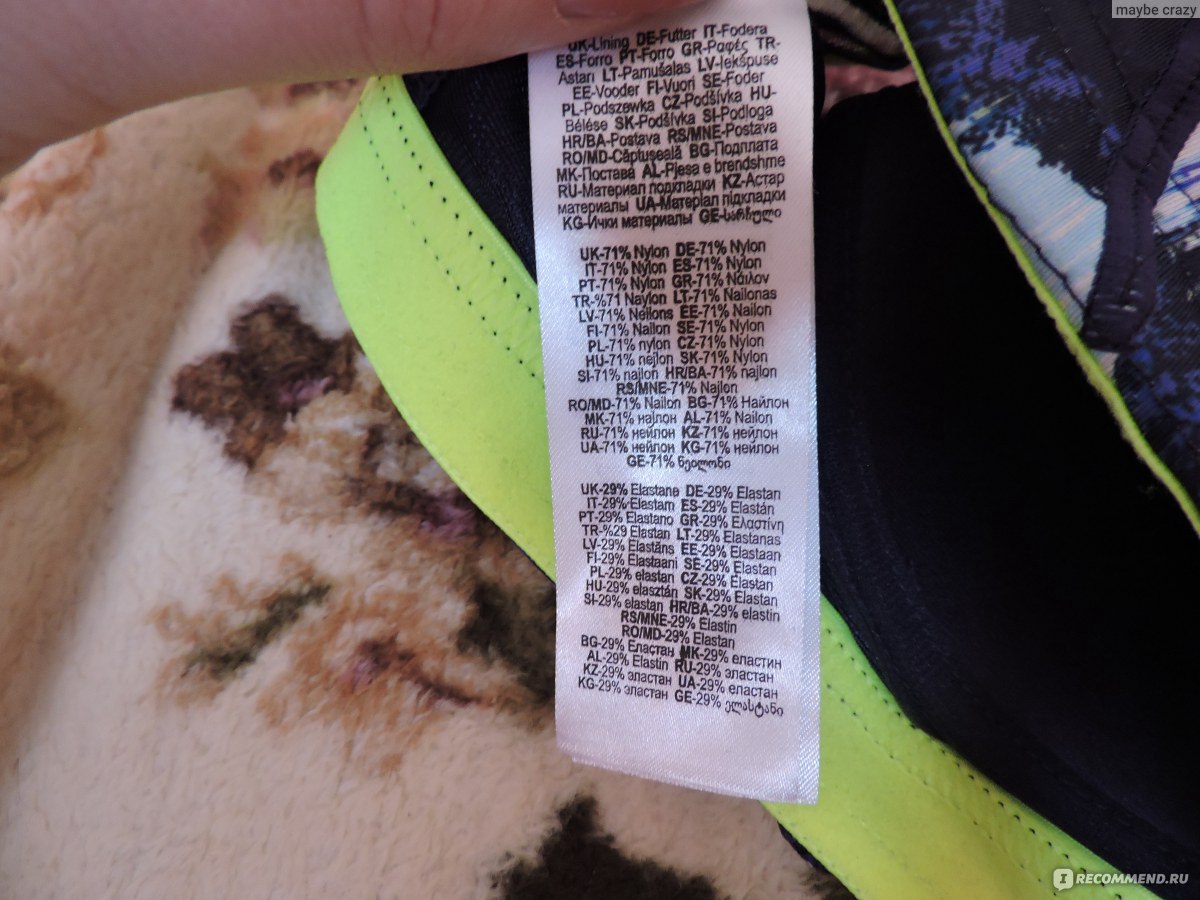 maybe crazy
UK-Lining DE-Futter IT-Fodera
ES-Forro PT-Forro GR-Ραφές TR-
Astarı LT-Pamušalas LV-Iekšpuse
EE-Vooder FI-Vuori SE-Foder
PL-Podszewka CZ-Podšívka HU-
Bélése SK-Podšívka SI-Podloga
HR/BA-Postava RS/MNE-Postava
RO/MD-Căptuşeală BG-Подплата
MK-Постава AL-Pjesa e brendshme
RU-Материал подкладки KZ-Астар
материалы UA-Матеріал підкладки
KG-Ички материалы GE-სარჩული
UK-71% Nylon DE-71% Nylon
IT-71% Nylon ES-71% Nylon
PT-71% Nylon GR-71% Νάιλον
TR-%71 Naylon LT-71% Nailonas
LV-71% Neilons EE-71% Nailon
FI-71% Nailon SE-71% Nylon
PL-71% nylon CZ-71% Nylon
HU-71% nejlon SK-71% Nylon
SI-71% najlon HR/BA-71% najlon
RS/MNE-71% Najlon
RO/MD-71% Nailon BG-71% Найлон
MK-71% најлон AL-71% Nailon
RU-71% нейлон KZ-71% нейлон
UA-71% нейлон KG-71% нейлон
GE-71% ნეილონი
UK-29% Elastane DE-29% Elastan
IT-29% Elastam ES-29% Elastán
PT-29% Elastano GR-29% Ελαστίνη
TR-%29 Elastan LT-29% Elastanas
LV-29% Elastāns EE-29% Elastaan
FI-29% Elastaani SE-29% Elastan
PL-29% elastan CZ-29% Elastan
HU-29% elasztán SK-29% Elastan
SI-29% elastan HR/BA-29% elastin
RS/MNE-29% Elastin
RO/MD-29% Elastan
BG-29% Еластан MK-29% еластин
AL-29% Elastin RU-29% эластан
KZ-29% эластан UA-29% еластан
KG-29% эластан GE-29% ელასტანი
RECOMMEND.RU